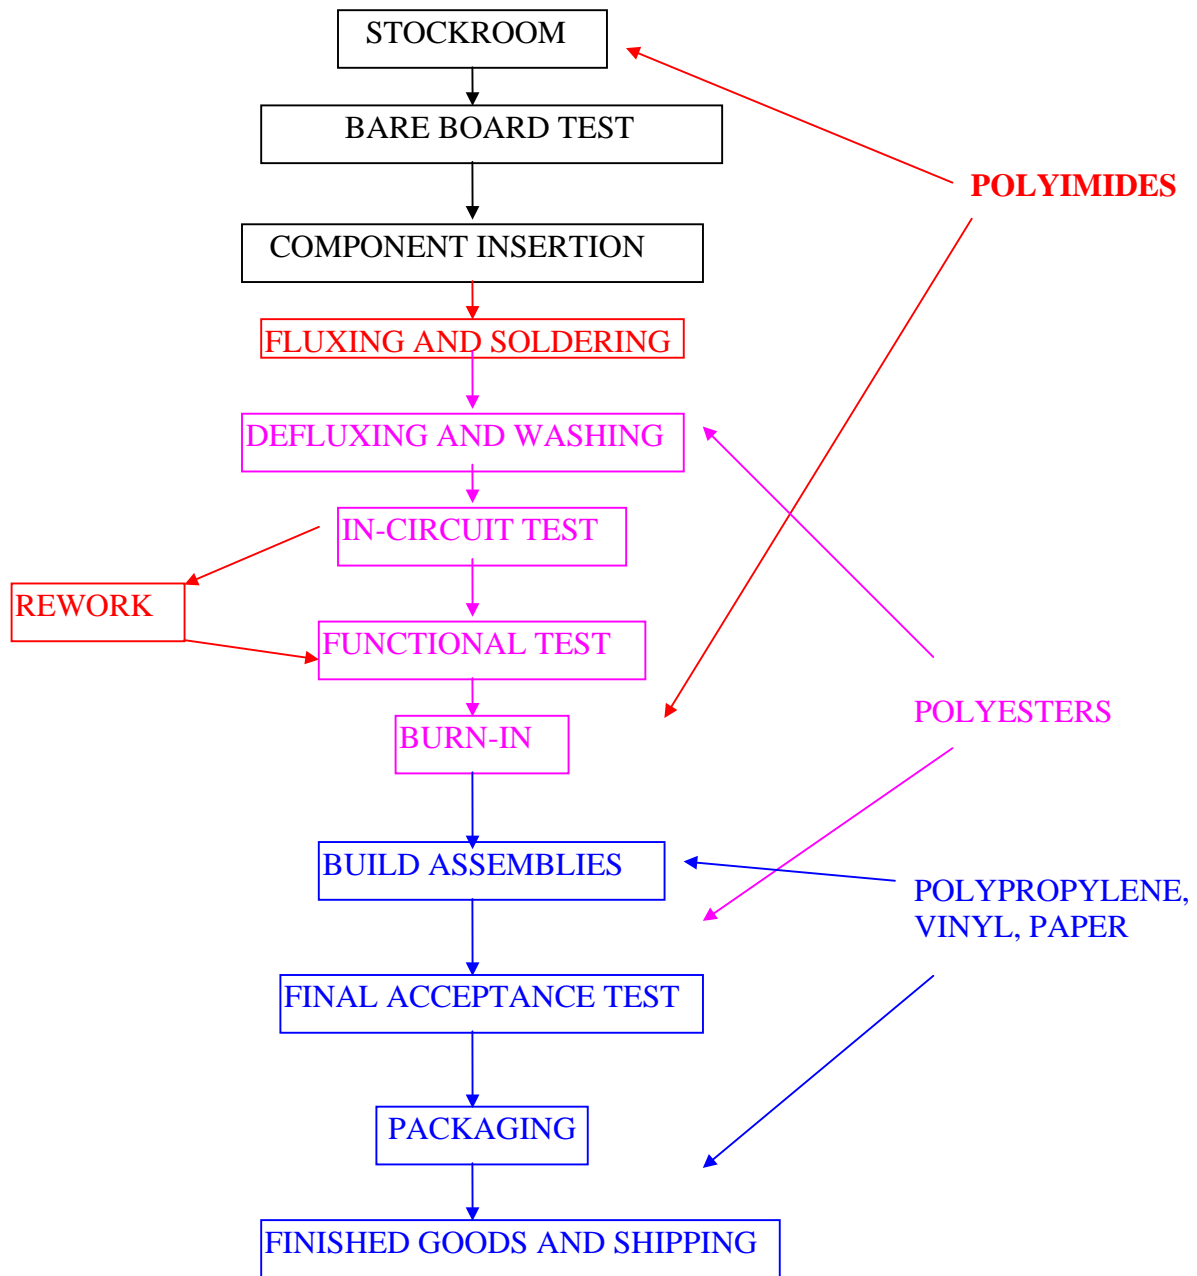 STOCKROOM
BARE BOARD TEST
POLYIMIDES
COMPONENT INSERTION
FLUXING AND SOLDERING
DEFLUXING AND WASHING
IN-CIRCUIT TEST
REWORK
FUNCTIONAL TEST
POLYESTERS
BURN-IN
BUILD ASSEMBLIES
POLYPROPYLENE,
VINYL, PAPER
FINAL ACCEPTANCE TEST
PACKAGING
FINISHED GOODS AND SHIPPING